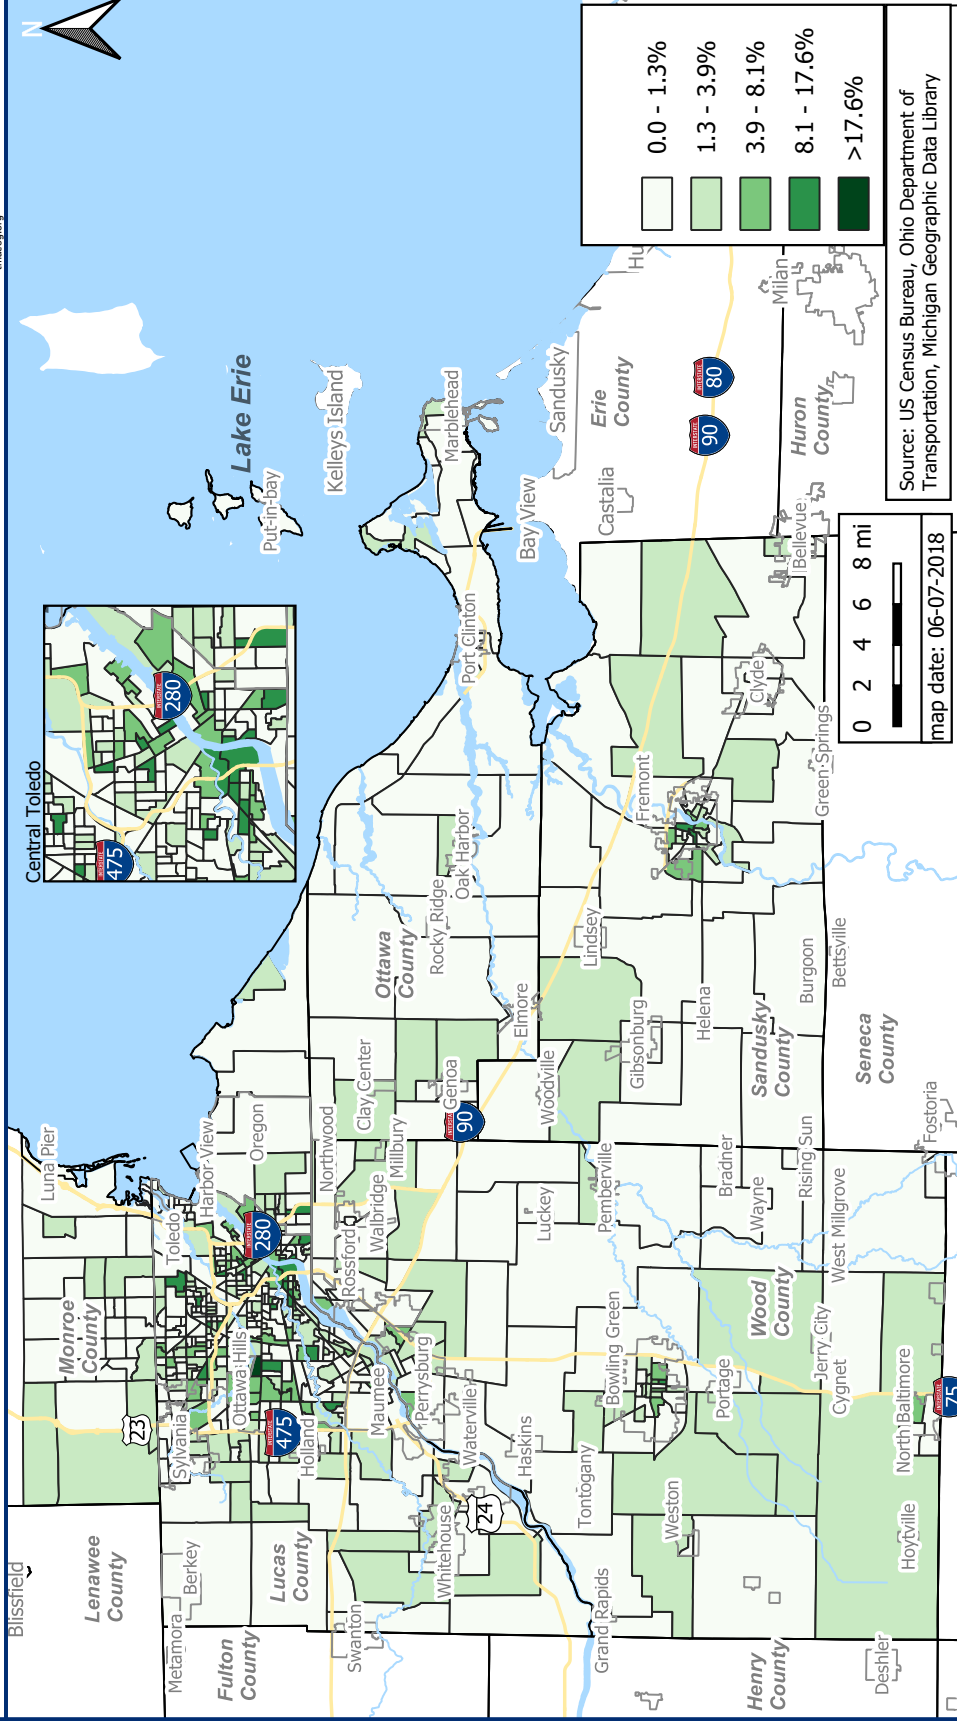 N
Central Toledo
475
280
Lake Erie
Put-in-bay
Kelleys Island
Marblehead
Port Clinton
Bay View
Sandusky
Castalia
Erie
County
90
80
Huron
County
Milan
Hu
Bellevue
Clyde
Green Springs
Fremont
Oak Harbor
Rocky Ridge
Ottawa
County
Lindsey
Elmore
Gibsonburg
Helena
Burgoon
Bettsville
Sandusky
County
Seneca
County
Fostoria
Woodville
Genoa
Clay Center
90
Millbury
Walbridge
Northwood
Oregon
Harbor View
Luna Pier
Toledo
280
Rossford
Luckey
Pemberville
Bradner
Wayne
Rising Sun
West Millgrove
Monroe
County
Ottawa Hills
Sylvania
23
475
Holland
Maumee
Perrysburg
Waterville
Haskins
Bowling Green
Portage
Wood
County
Jerry City
Cygnet
North Baltimore
75
Tontogany
Weston
Hoytville
Whitehouse
24
Grand Rapids
Lucas
County
Berkey
Lenawee
County
Blissfield
Metamora
Fulton
County
Swanton
Henry
County
Deshler
0.0 - 1.3%
1.3 - 3.9%
3.9 - 8.1%
8.1 - 17.6%
>17.6%
Source: US Census Bureau, Ohio Department of
Transportation, Michigan Geographic Data Library
0 2 4 6 8 mi
map date: 06-07-2018